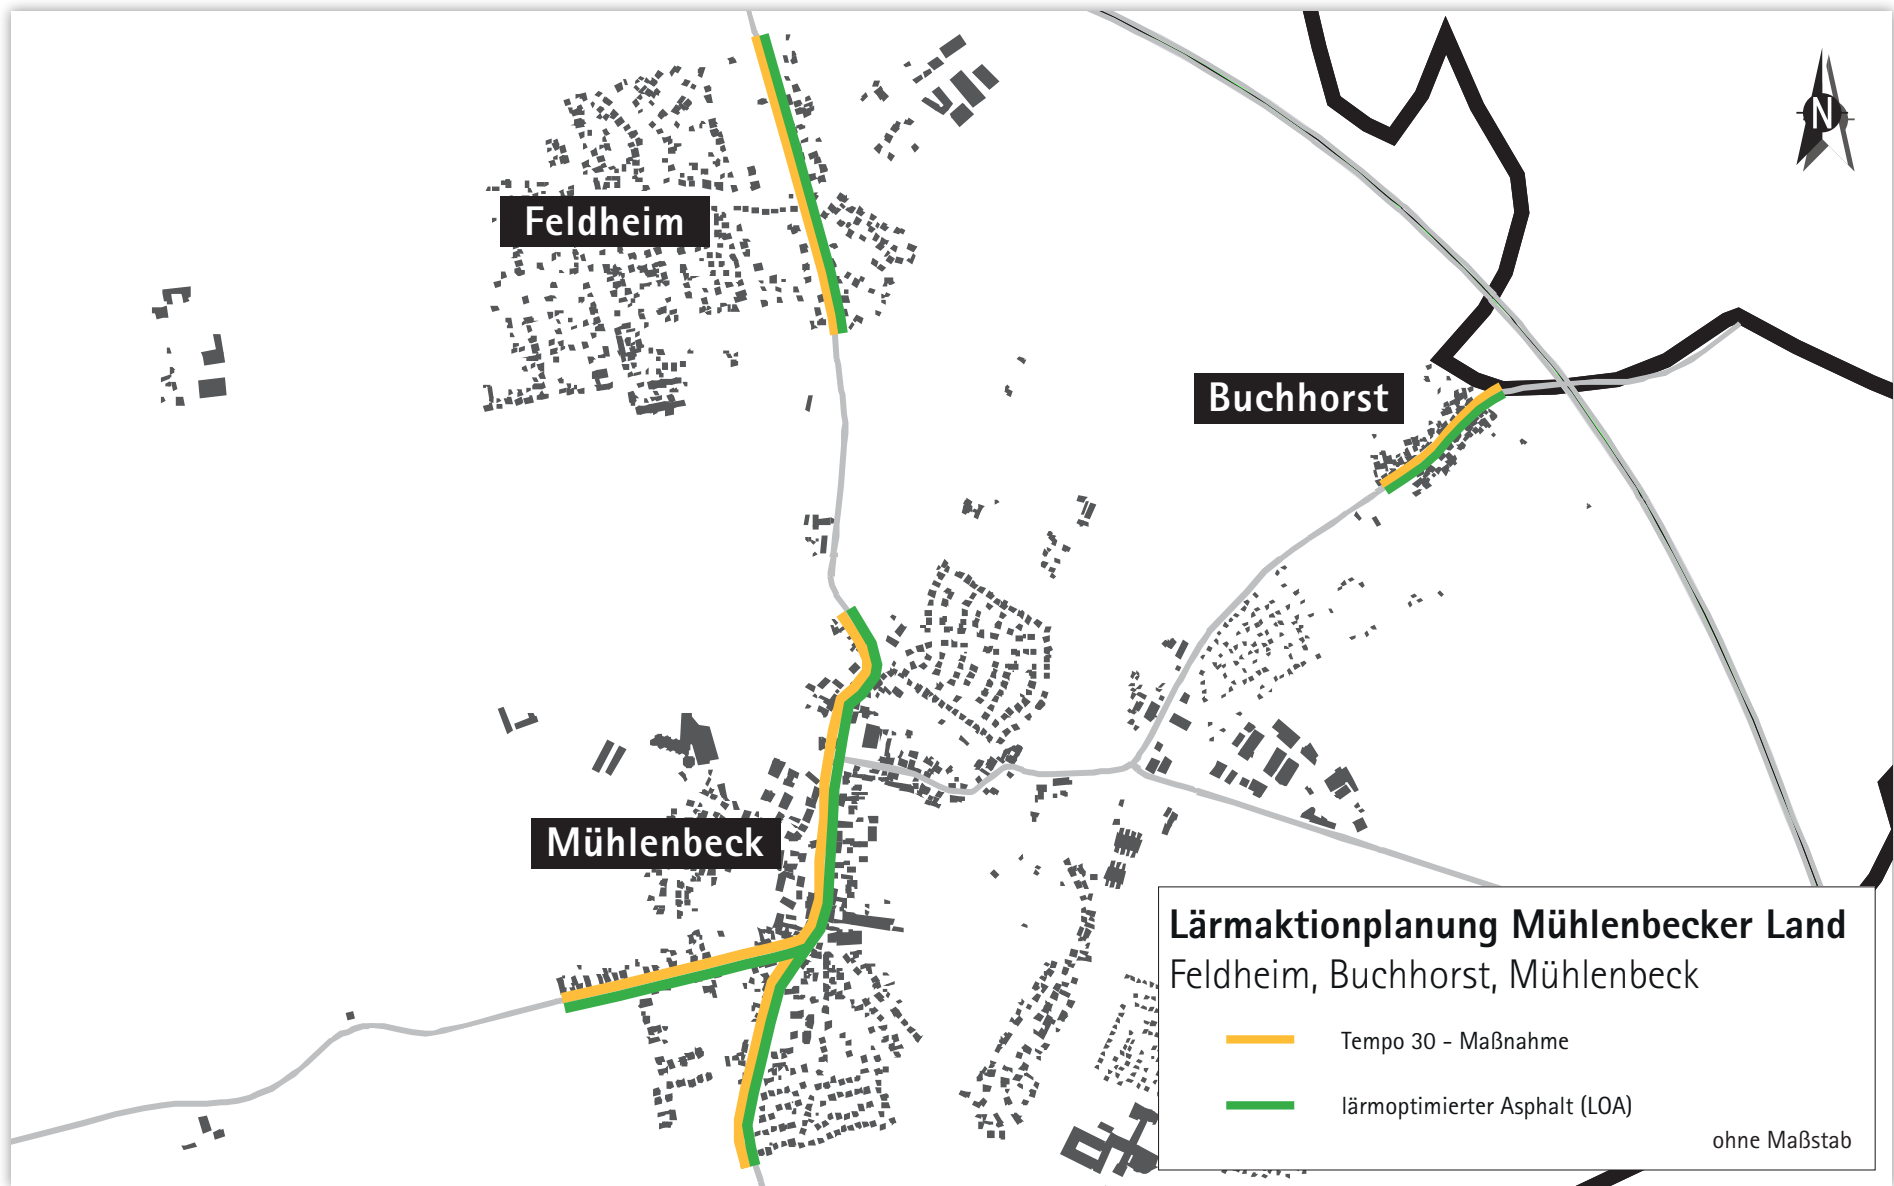 N
Feldheim
Buchhorst
Mühlenbeck
Lärmaktionplanung Mühlenbecker Land
Feldheim, Buchhorst, Mühlenbeck
Tempo 30 - Maßnahme
lärmoptimierter Asphalt (LOA)
ohne Maßstab